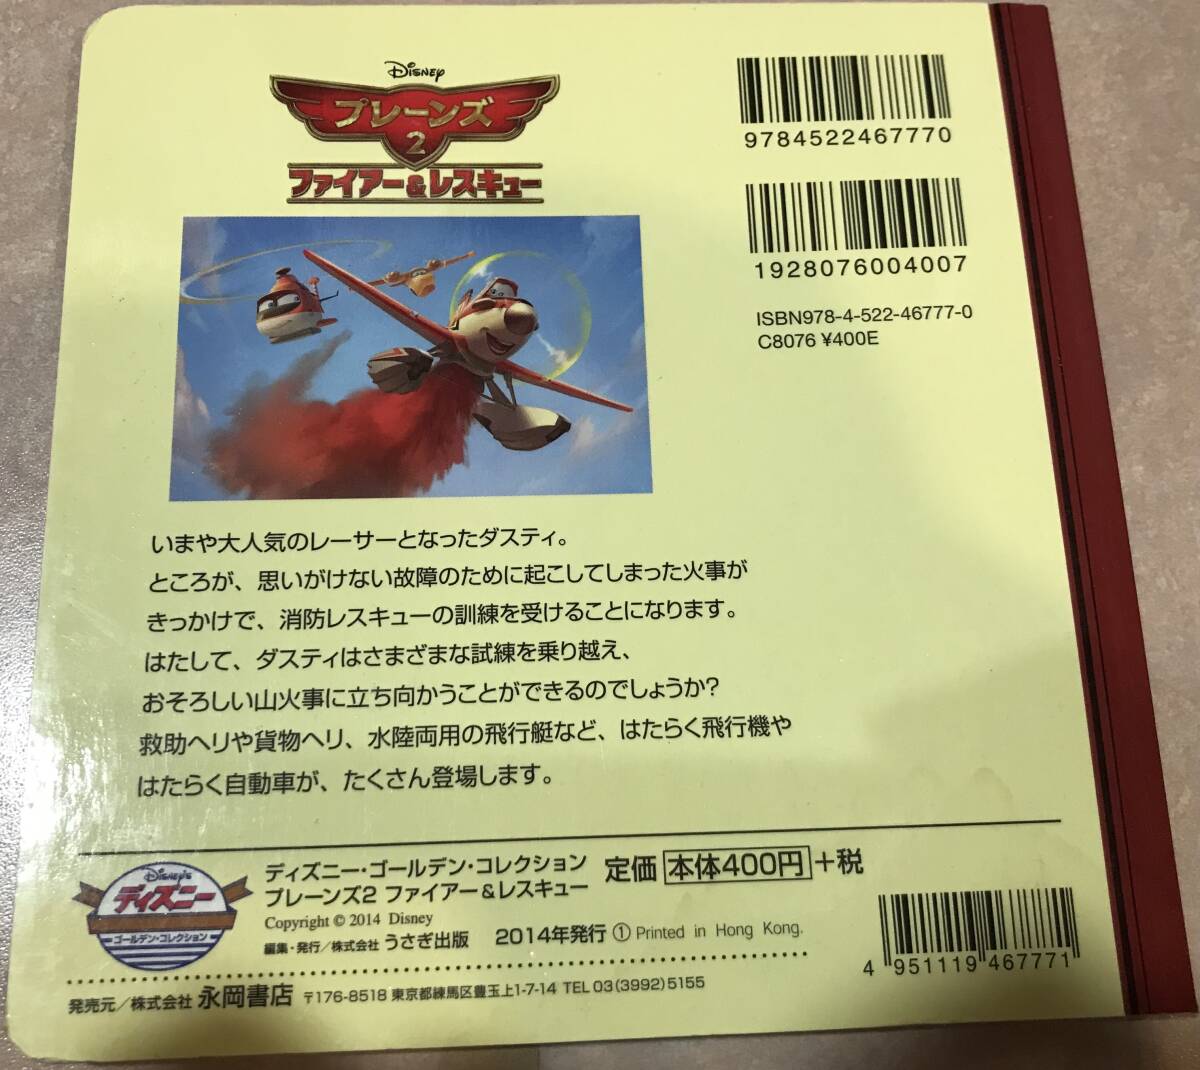 Disney
プレーンズ
2
ファイアー&レスキュー
9784522467770
1928076004007
ISBN978-4-522-46777-0
C8076 ¥400E
いまや大人気のレーサーとなったダスティ。
ところが、思いがけない故障のために起こしてしまった火事が
きっかけで、消防レスキューの訓練を受けることになります。
はたして、ダスティはさまざまな試練を乗り越え、
おそろしい山火事に立ち向かうことができるのでしょうか?
救助ヘリや貨物ヘリ、水陸両用の飛行艇など、はたらく飛行機や
はたらく自動車が、たくさん登場します。
DISNEY'S
ディズニー
ゴールデン・コレクション
ディズニー・ゴールデン・コレクション
プレーンズ2 ファイアー&レスキュー
定価 本体400円+税
Copyright © 2014 Disney
編集・発行/株式会社 うさぎ出版 2014年発行 ① Printed in Hong Kong.
4 951119 467771
発売元/株式会社 永岡書店 〒176-8518 東京都練馬区豊玉上1-7-14 TEL 03(3992)5155